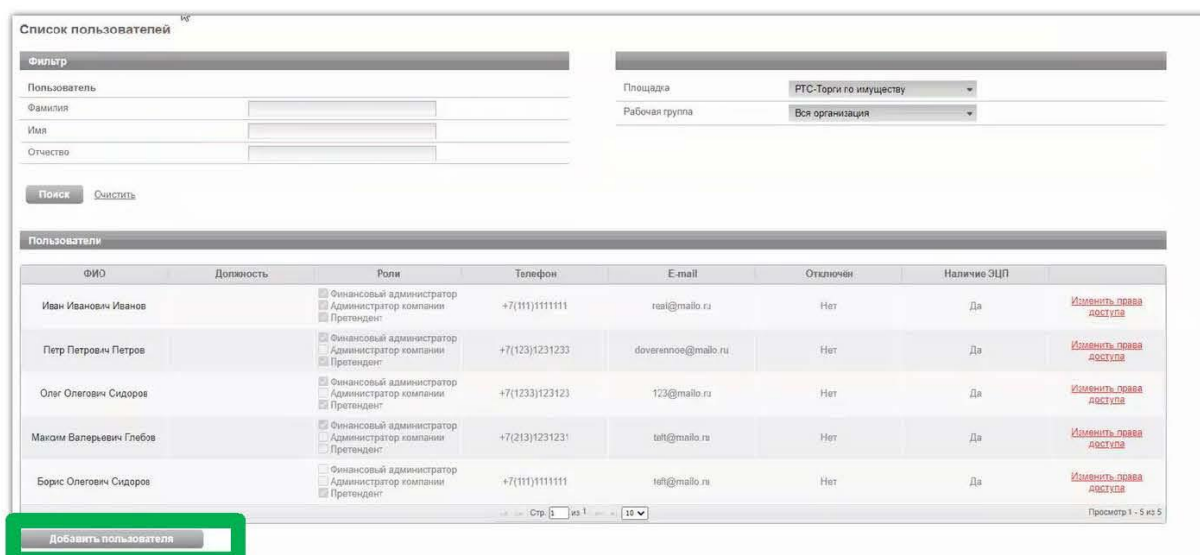 Список пользователей
Фильтр
Пользователь
Фамилия
Имя
Отчество
Площадка РТС-Торги по имуществу
Рабочая группа Вся организация
Поиск Очистить
Пользователи
ФИО Должность Роли Телефон E-mail Отключён Наличие ЭЦП
Финансовый администратор
Иван Иванович Иванов Администратор компании +7(111)1111111 real@mailo.ru Нет Да Изменить права доступа
Претендент
Финансовый администратор
Петр Петрович Петров Администратор компании +7(123)1231233 doverennoe@mailo.ru Нет Да Изменить права доступа
Претендент
Финансовый администратор
Олег Олегович Сидоров Администратор компании +7(1233)123123 123@mailo.ru Нет Да Изменить права доступа
Претендент
Финансовый администратор
Максим Валерьевич Глебов Администратор компании +7(213)1231231 Нет Да Изменить права доступа
Претендент
Финансовый администратор
Борис Олегович Сидоров Администратор компании +7(111)1111111 Нет Да Изменить права доступа
Претендент
Стр. 1 из 1 10 Просмотр 1 - 5 из 5
Добавить пользователя